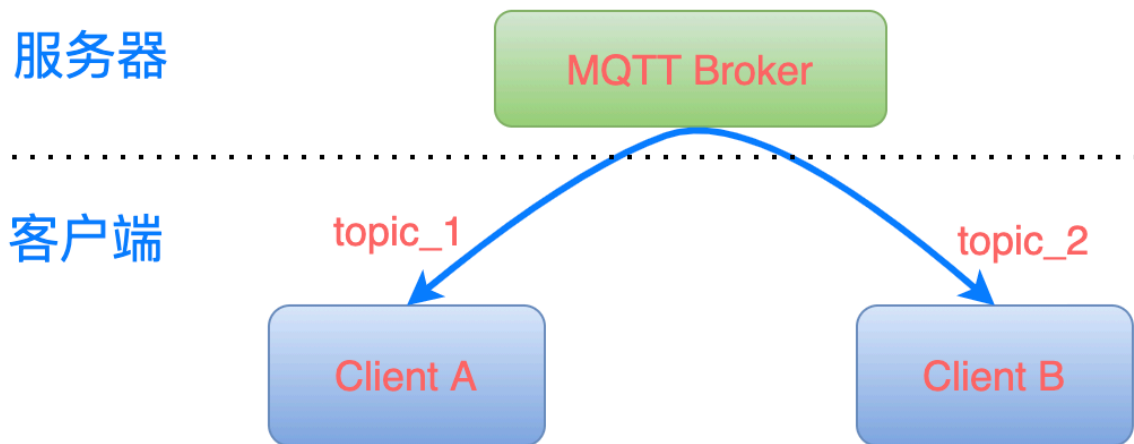 服务器
MQTT Broker
客户端
topic_1
topic_2
Client A
Client B